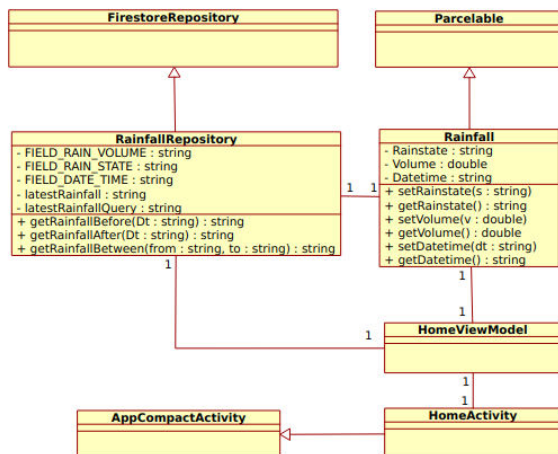 FirestoreRepository
Parcelable
RainfallRepository
- FIELD_RAIN_VOLUME : string
- FIELD_RAIN_STATE : string
- FIELD_DATE_TIME : string
- latestRainfall : string
- latestRainfallQuery : string
+ getRainfallBefore(Dt : string) : string
+ getRainfallAfter(Dt : string) : string
+ getRainfallBetween(from : string, to : string) : string
Rainfall
- Rainstate : string
- Volume : double
- Datetime : string
+ setRainstate(s : string)
+ getRainstate() : string
+ setVolume(v : double)
+ getVolume() : double
+ setDatetime(dt : string)
+ getDatetime() : string
1
1
1
1
1
1
HomeViewModel
1
1
AppCompactActivity
HomeActivity